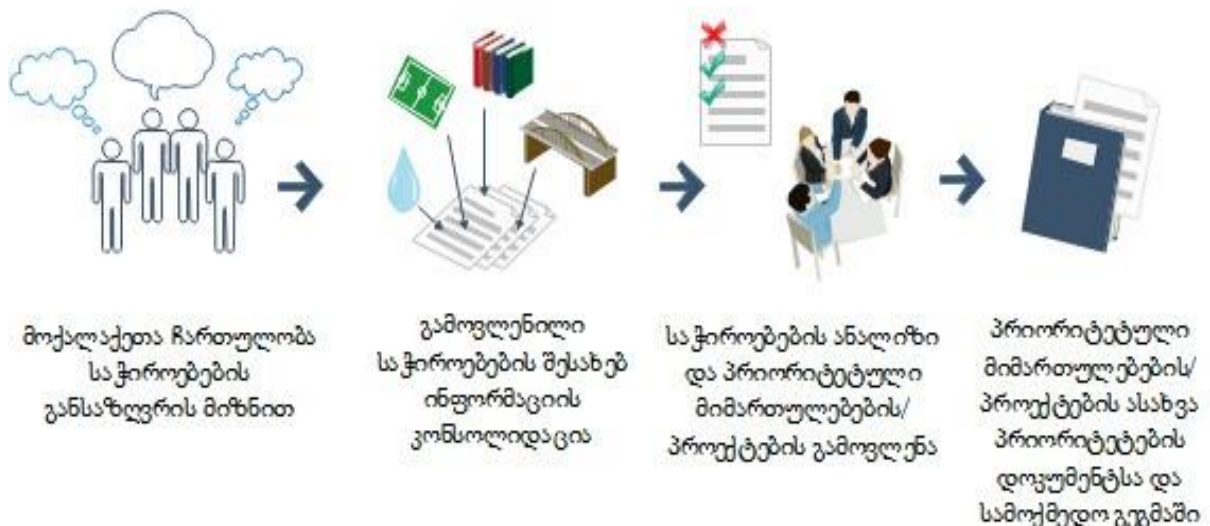 მოქალაქეთა ჩართულობა
საჭიროებების
განსაზღვრის მიზნით
გამოვლენილი
საჭიროებების შესახებ
ინფორმაციის
კონსოლიდაცია
საჭიროებების ანალიზი
და პრიორიტეტული
მიმართულებების/
პროექტების გამოვლენა
პრიორიტეტული
მიმართულებების/
პროექტების ასახვა
პრიორიტეტების
დოკუმენტსა და
სამოქმედო გეგმაში